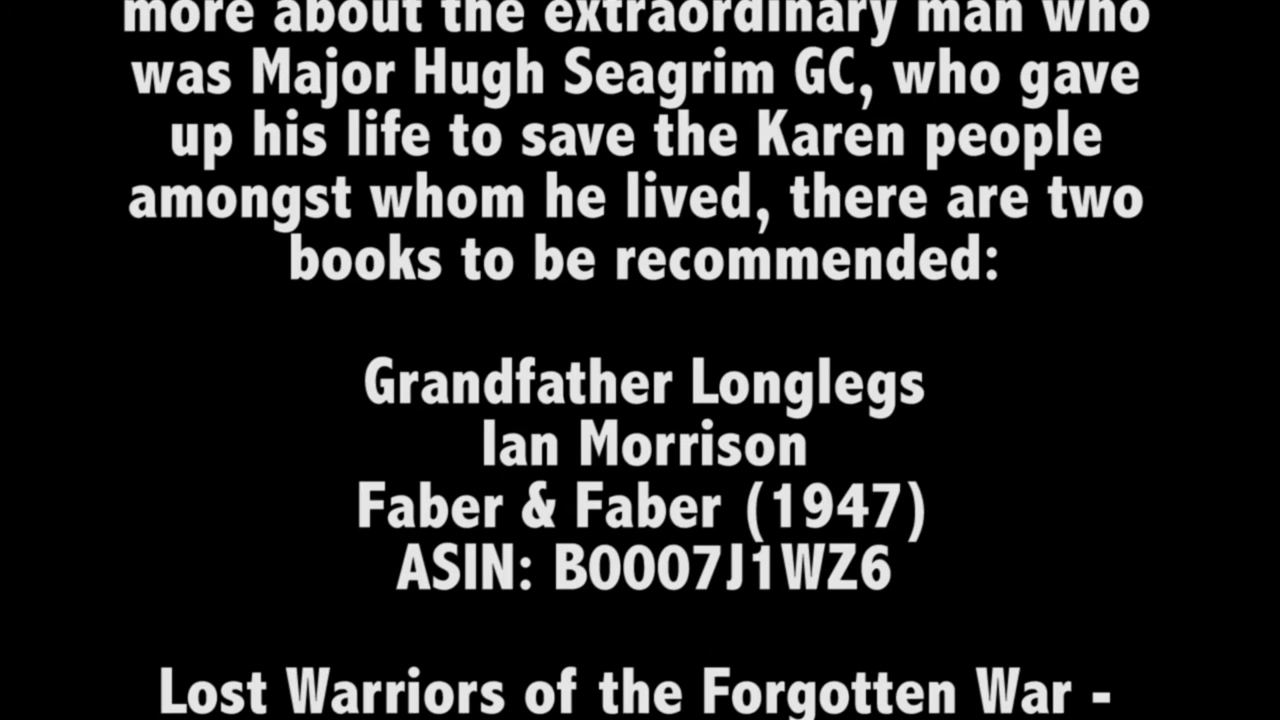 more about the extraordinary man who
was Major Hugh Seagrim GC, who gave
up his life to save the Karen people
amongst whom he lived, there are two
books to be recommended:
Grandfather Longlegs
Ian Morrison
Faber & Faber (1947)
ASIN: B0007J1WZ6
Lost Warriors of the Forgotten War -